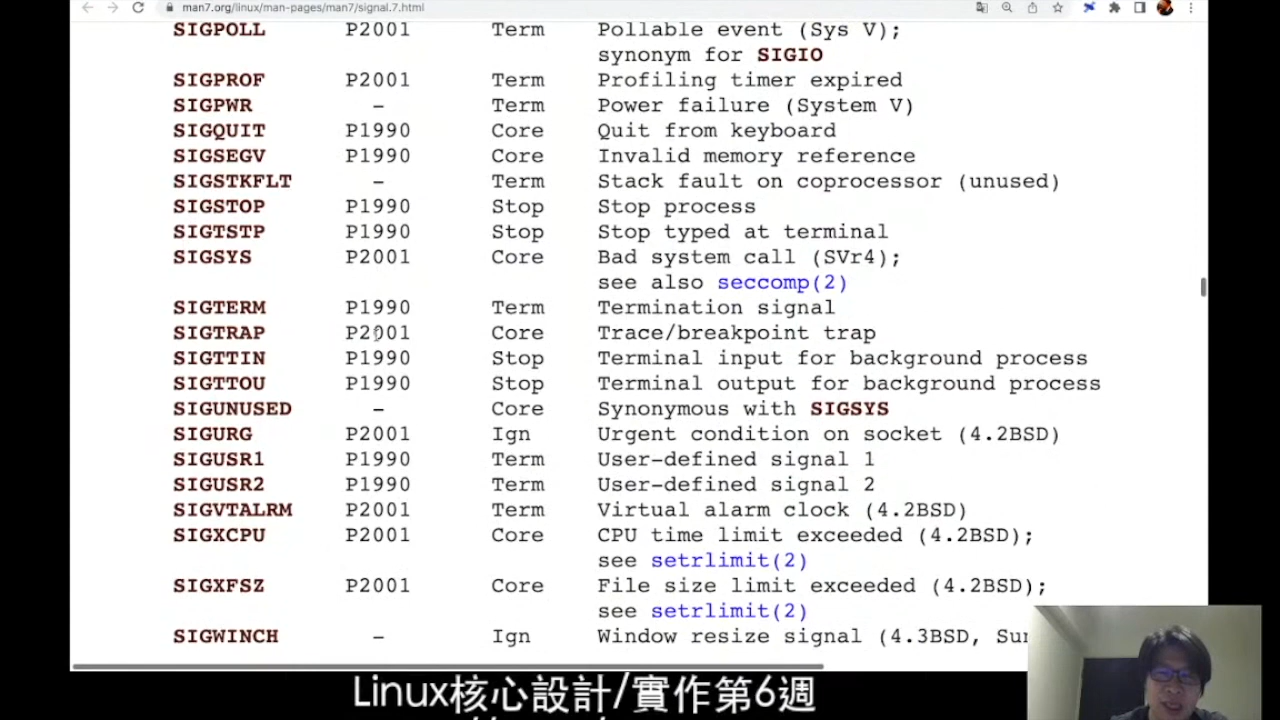 man7.org/linux/man-pages/man7/signal.7.html
SIGPOLL P2001 Term Pollable event (Sys V);
synonym for SIGIO
SIGPROF P2001 Term Profiling timer expired
SIGPWR - Term Power failure (System V)
SIGQUIT P1990 Core Quit from keyboard
SIGSEGV P1990 Core Invalid memory reference
SIGSTKFLT - Term Stack fault on coprocessor (unused)
SIGSTOP P1990 Stop Stop process
SIGTSTP P1990 Stop Stop typed at terminal
SIGSYS P2001 Core Bad system call (SVr4);
see also seccomp(2)
SIGTERM P1990 Term Termination signal
SIGTRAP P2001 Core Trace/breakpoint trap
SIGTTIN P1990 Stop Terminal input for background process
SIGTTOU P1990 Stop Terminal output for background process
SIGUNUSED - Core Synonymous with SIGSYS
SIGURG P2001 Ign Urgent condition on socket (4.2BSD)
SIGUSR1 P1990 Term User-defined signal 1
SIGUSR2 P1990 Term User-defined signal 2
SIGVTALRM P2001 Term Virtual alarm clock (4.2BSD)
SIGXCPU P2001 Core CPU time limit exceeded (4.2BSD);
see setrlimit(2)
SIGXFSZ P2001 Core File size limit exceeded (4.2BSD);
see setrlimit(2)
SIGWINCH - Ign Window resize signal (4.3BSD, Sun
Linux核心設計/實作第6週